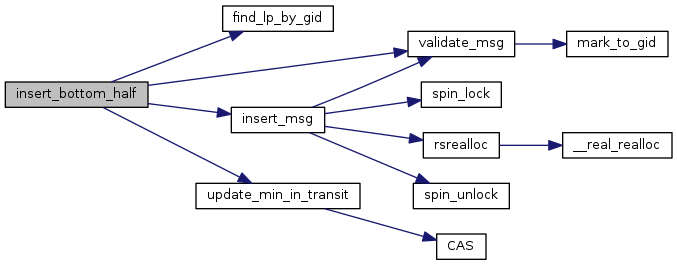 find_lp_by_gid
validate_msg
mark_to_gid
insert_bottom_half
spin_lock
insert_msg
rsrealloc
__real_realloc
update_min_in_transit
spin_unlock
CAS